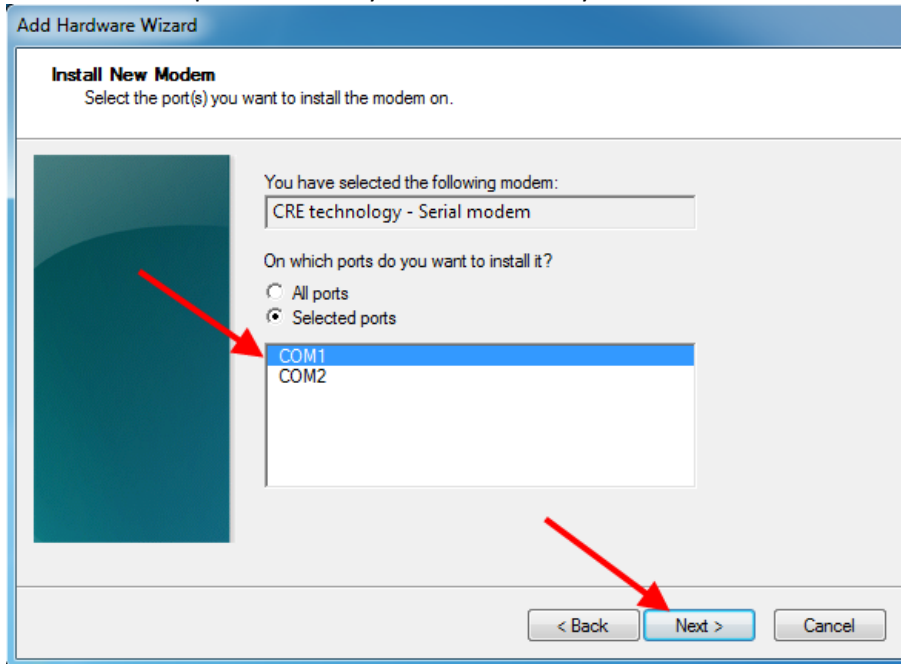 Add Hardware Wizard
Install New Modem
Select the port(s) you want to install the modem on.
You have selected the following modem:
CRE technology - Serial modem
On which ports do you want to install it?
All ports
Selected ports
COM1
COM2
< Back
Next >
Cancel